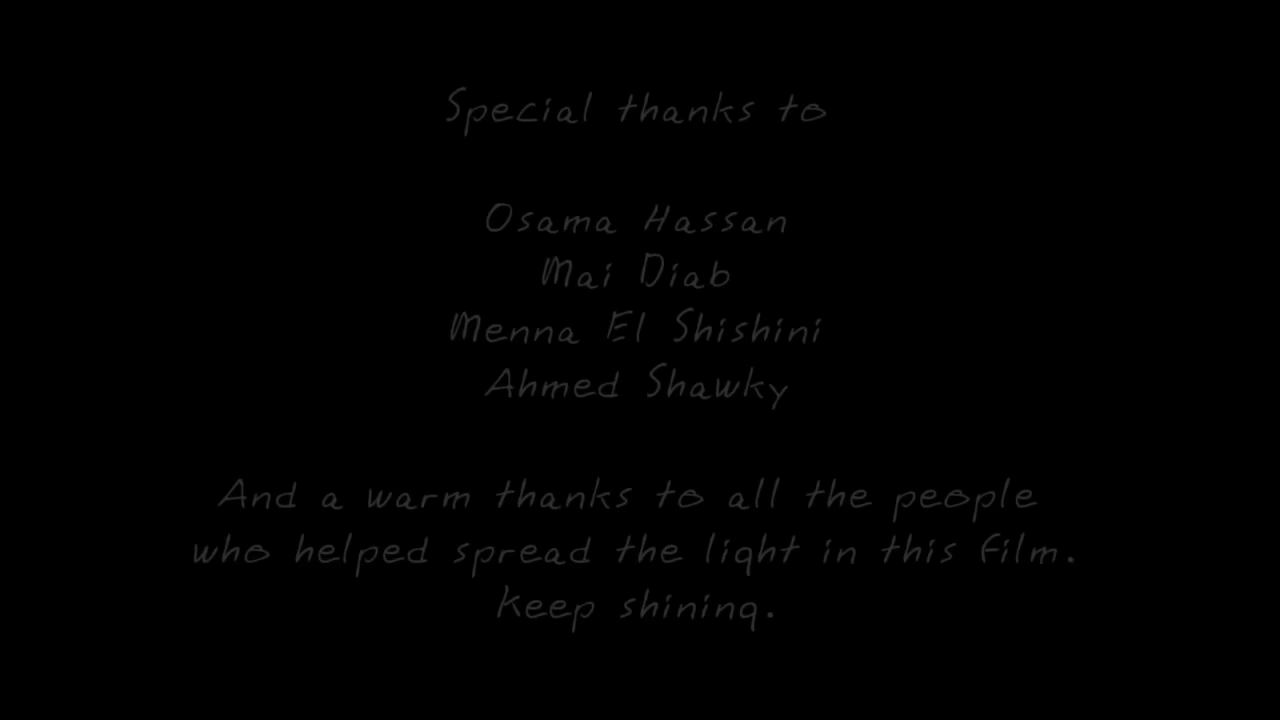 Special thanks to
Osama Hassan
Mai Diab
Menna El Shishini
Ahmed Shawky
And a warm thanks to all the people
who helped spread the light in this film.
Keep shining.